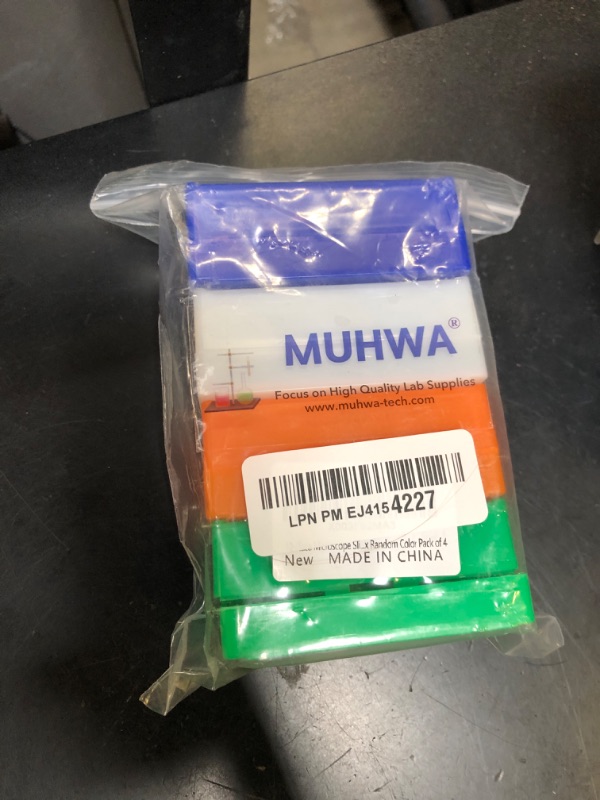 MUHWA®
Focus on High Quality Lab Supplies
www.muhwa-tech.com
LPN PM EJ4154227
Random Color Pack of 4
New MADE IN CHINA